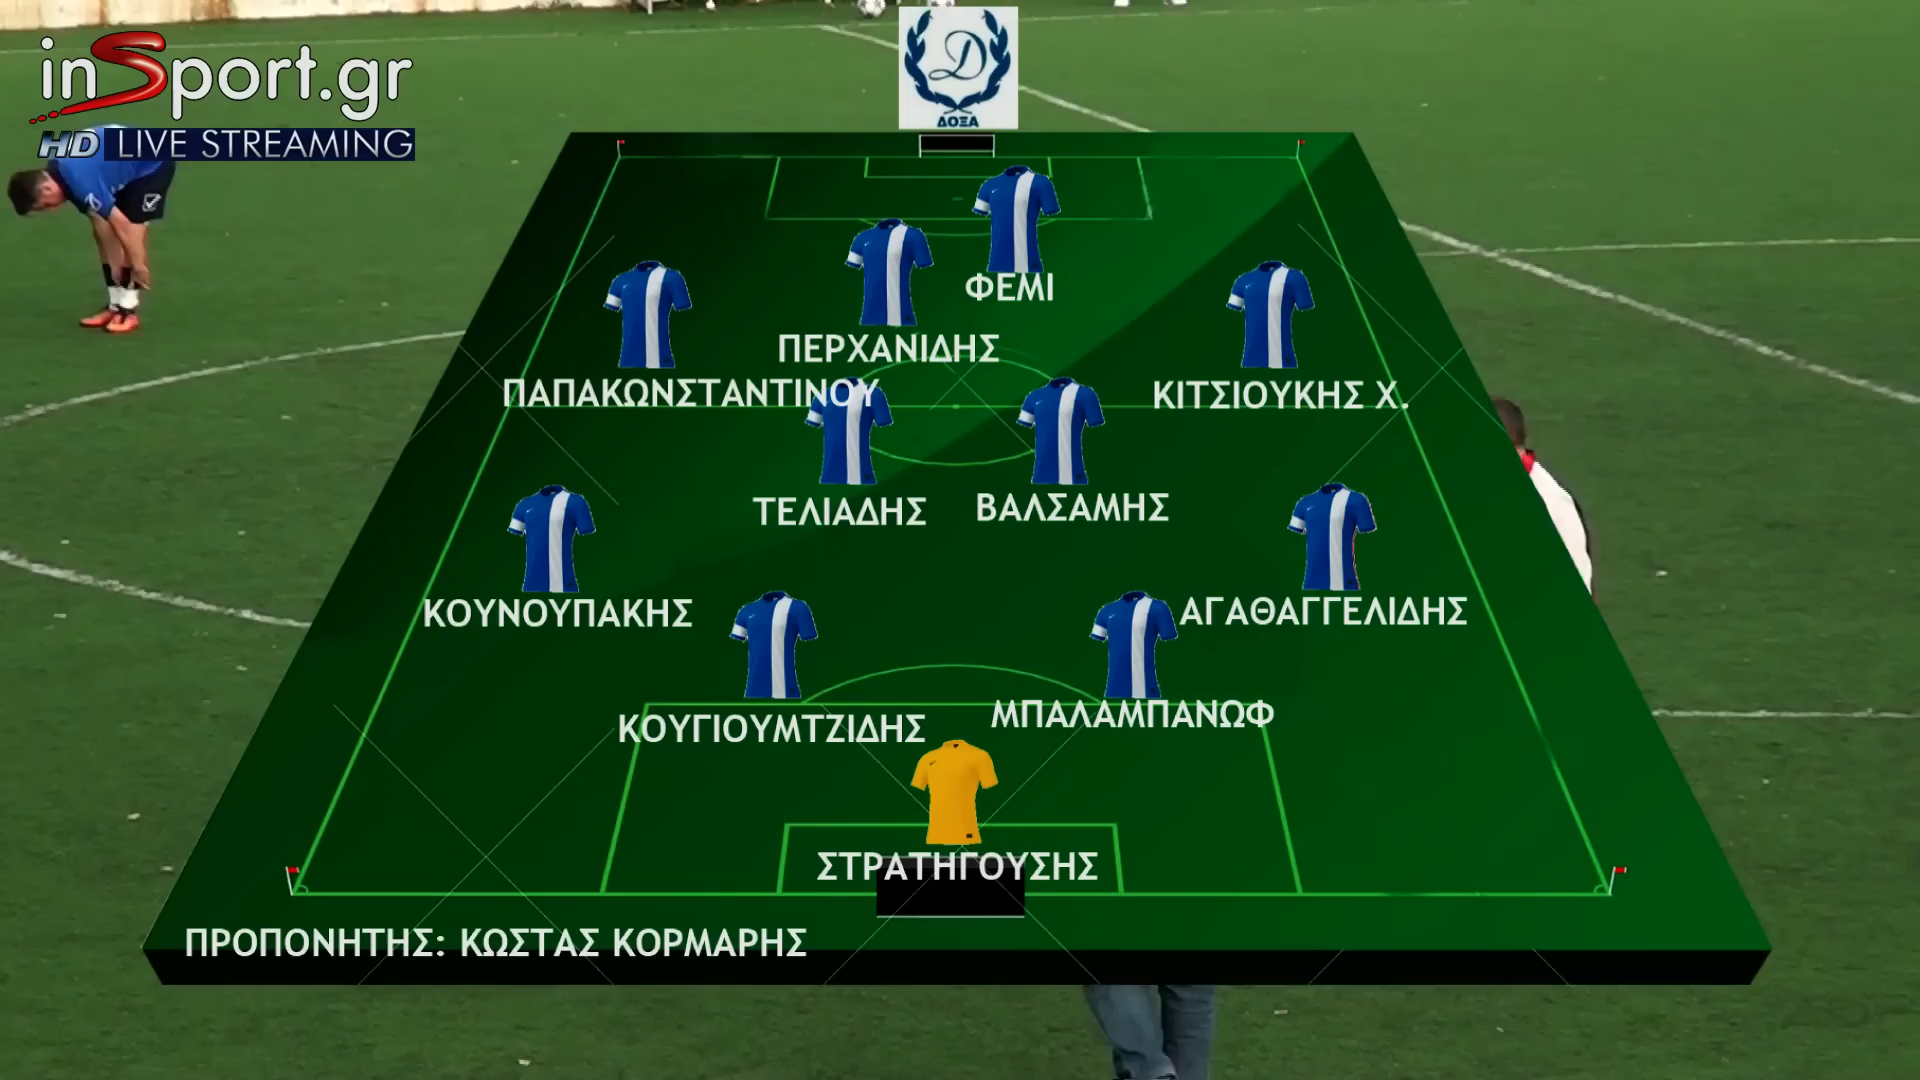 inSport.gr
HD LIVE STREAMING
D
ΔΟΞΑ
ΦΕΜΙ
ΠΕΡΧΑΝΙΔΗΣ
ΠΑΠΑΚΩΝΣΤΑΝΤΙΝΟΥ
ΚΙΤΣΙΟΥΚΗΣ Χ.
ΤΕΛΙΑΔΗΣ
ΒΑΛΣΑΜΗΣ
ΚΟΥΝΟΥΠΑΚΗΣ
ΑΓΑΘΑΓΓΕΛΙΔΗΣ
ΚΟΥΓΙΟΥΜΤΖΙΔΗΣ
ΜΠΑΛΑΜΠΑΝΩΦ
ΣΤΡΑΤΗΓΟΥΣΗΣ
ΠΡΟΠΟΝΗΤΗΣ: ΚΩΣΤΑΣ ΚΟΡΜΑΡΗΣ